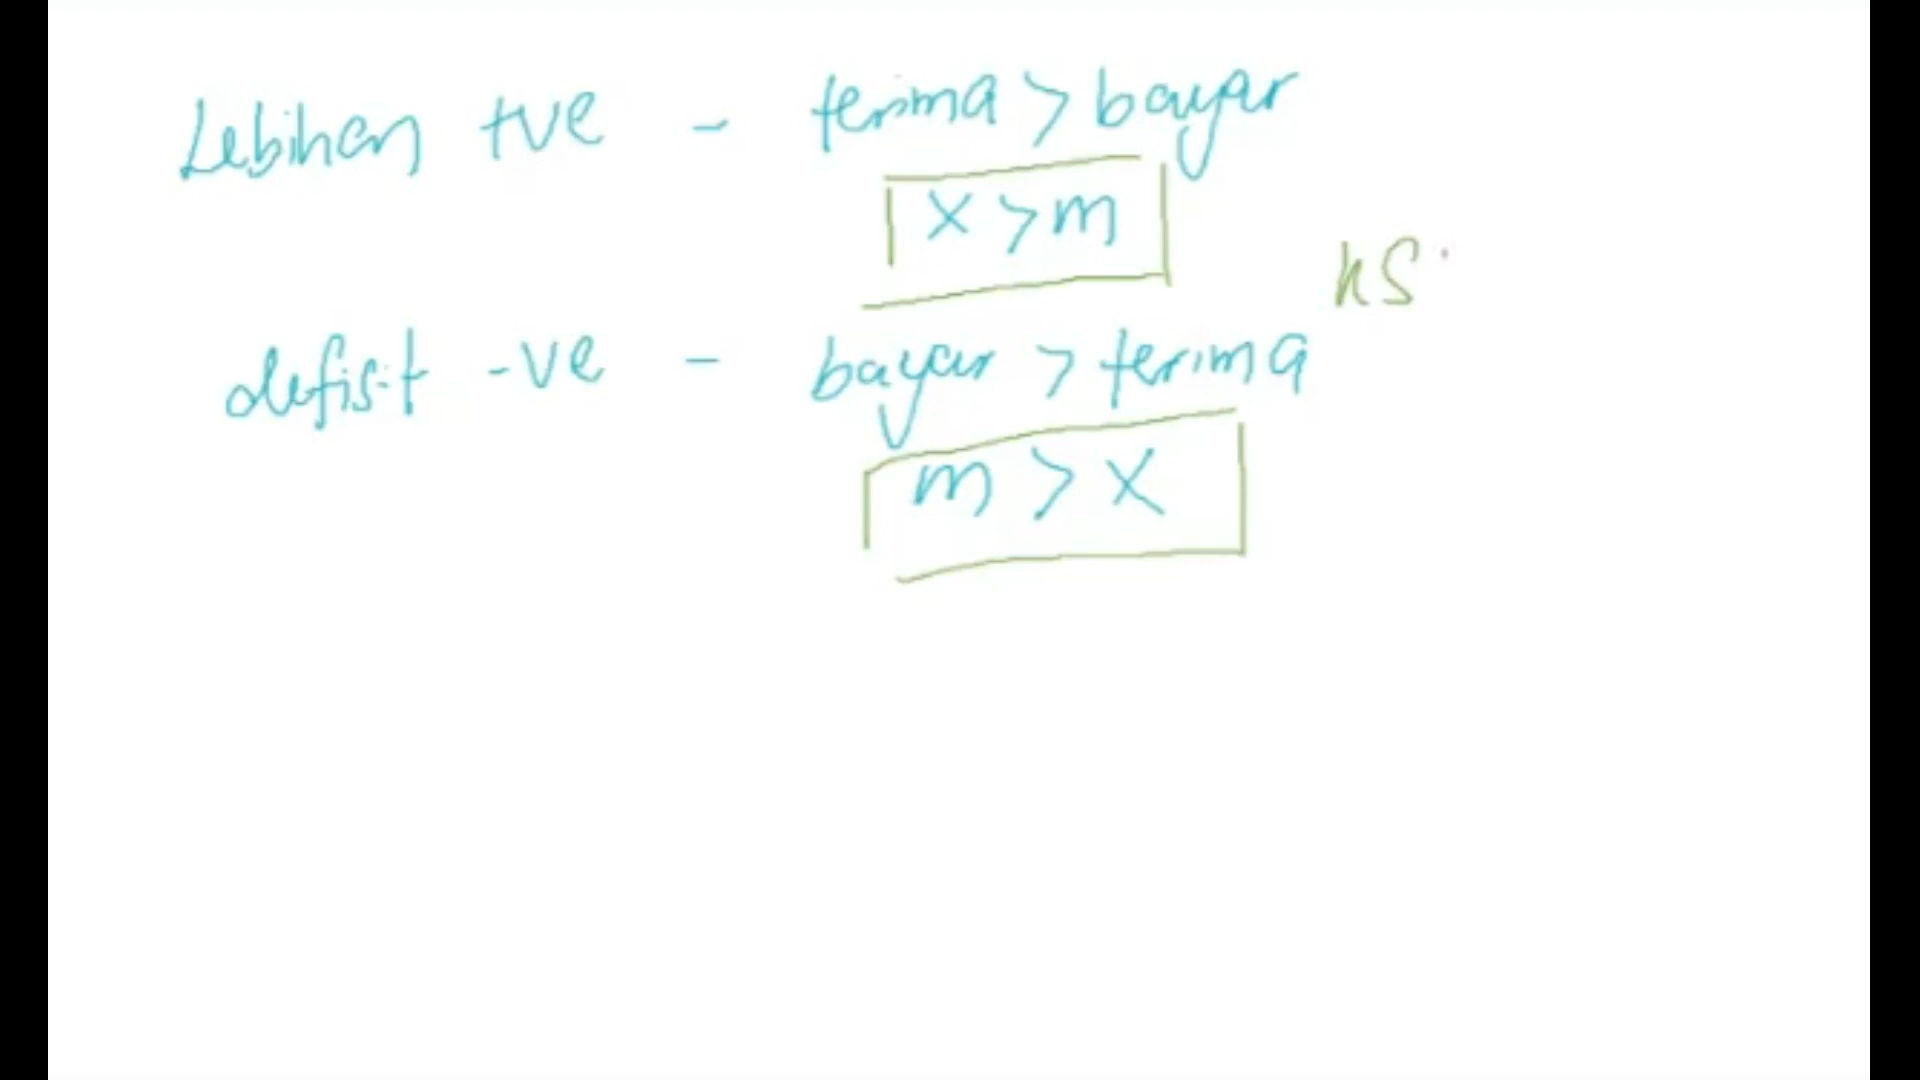 Lebihan +ve - terima > bayar
x > m
KS
defisit -ve - bayar > terima
m > x